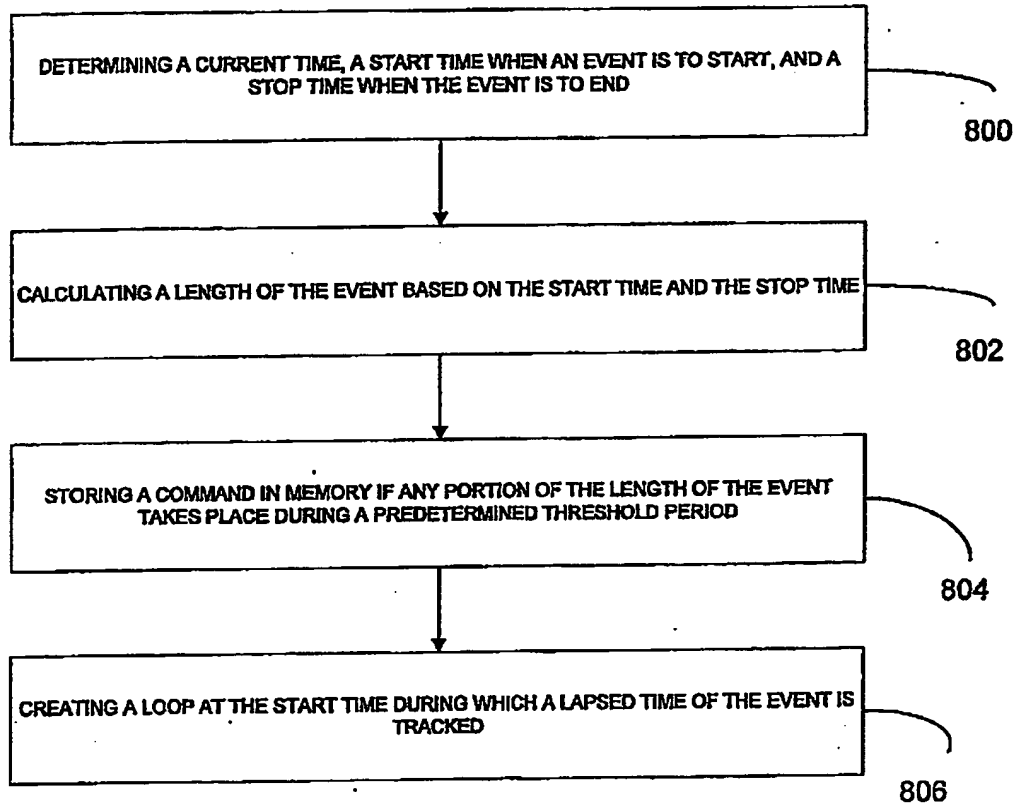 DETERMINING A CURRENT TIME, A START TIME WHEN AN EVENT IS TO START, AND A
STOP TIME WHEN THE EVENT IS TO END
800
CALCULATING A LENGTH OF THE EVENT BASED ON THE START TIME AND THE STOP TIME
802
STORING A COMMAND IN MEMORY IF ANY PORTION OF THE LENGTH OF THE EVENT
TAKES PLACE DURING A PREDETERMINED THRESHOLD PERIOD
804
CREATING A LOOP AT THE START TIME DURING WHICH A LAPSED TIME OF THE EVENT IS
TRACKED
806